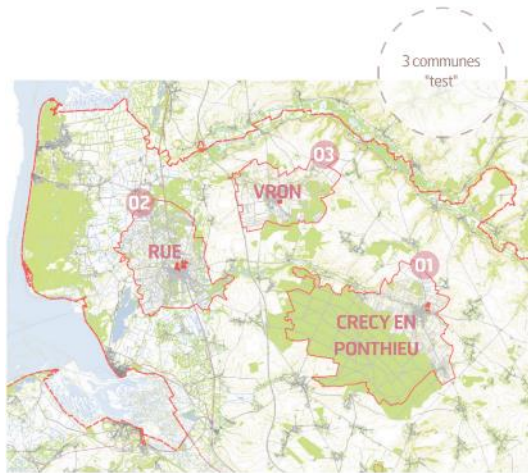 3 communes
"test"
03
VRON
02
RUE
01
CRECY EN
PONTHIEU